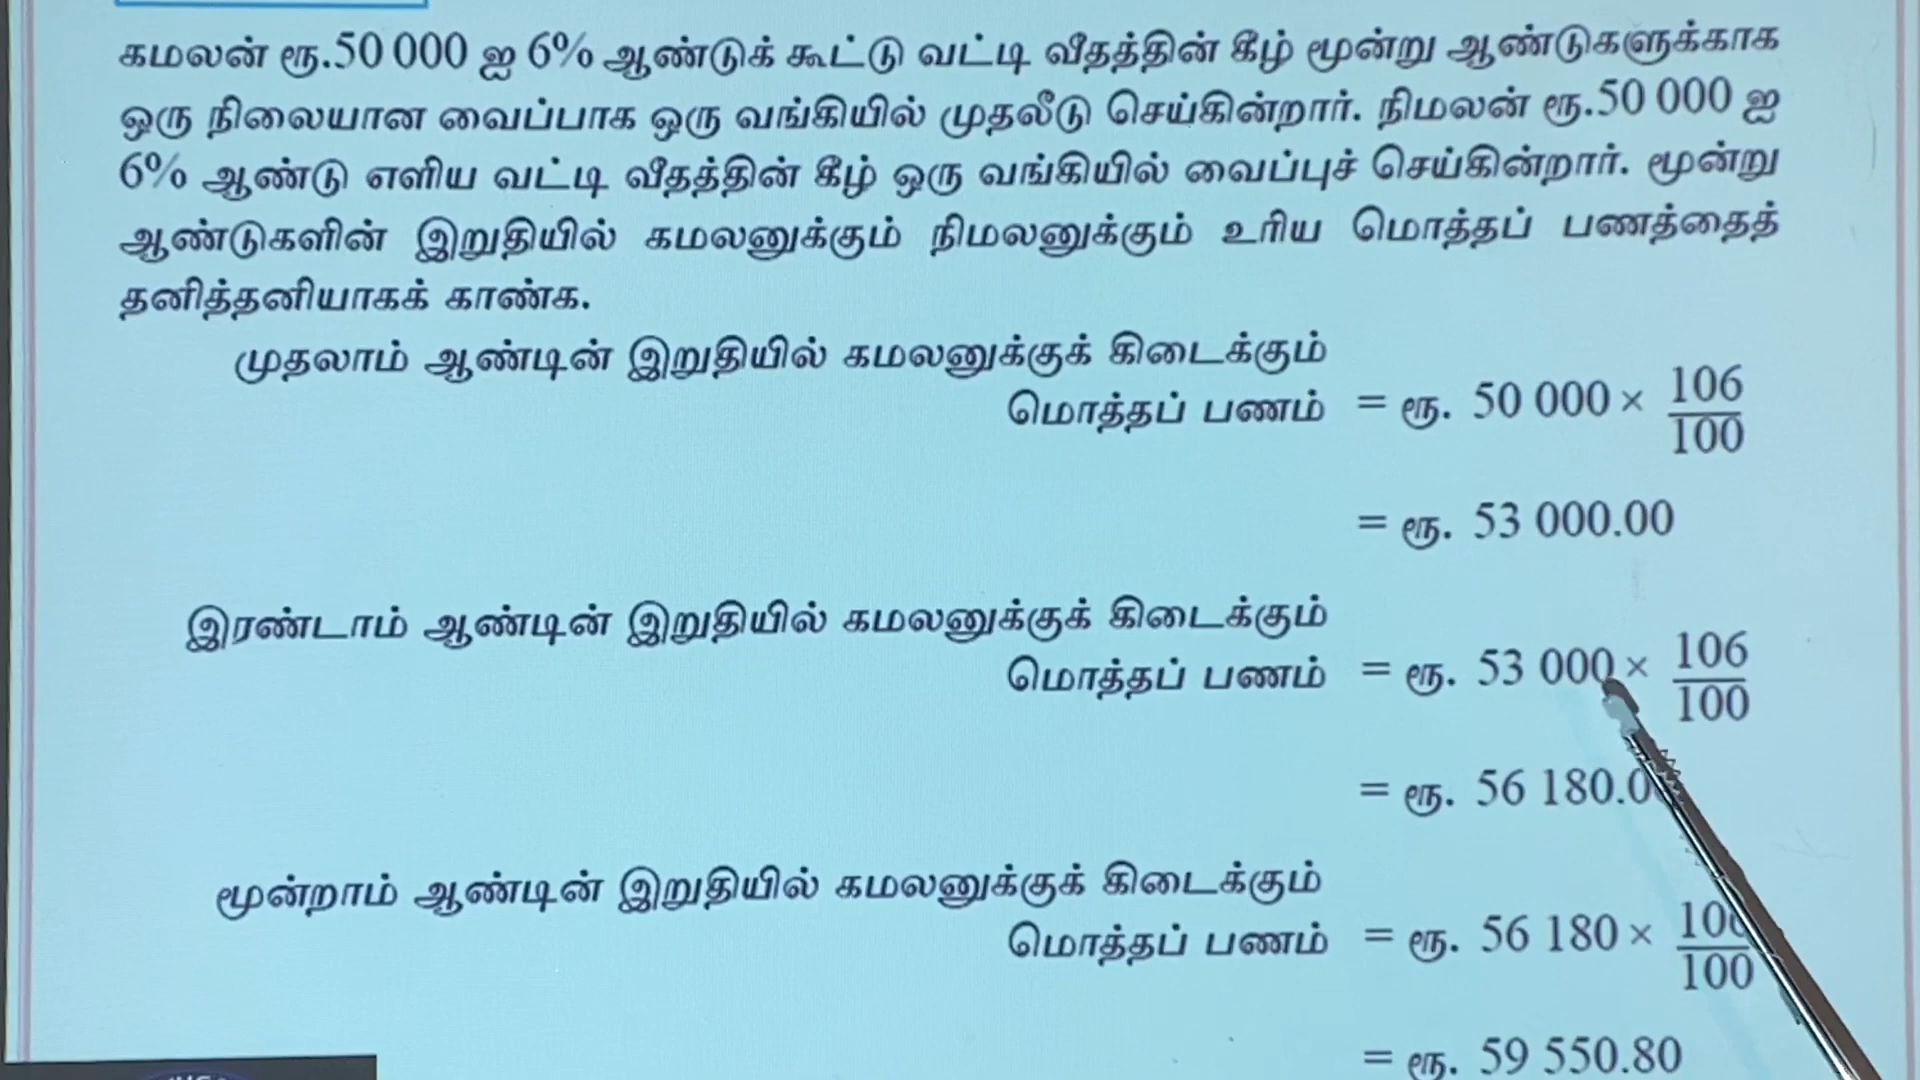 கமலன் ரூ.50 000 ஐ 6% ஆண்டுக் கூட்டு வட்டி வீதத்தின் கீழ் மூன்று ஆண்டுகளுக்காக
ஒரு நிலையான வைப்பாக ஒரு வங்கியில் முதலீடு செய்கின்றார். நிமலன் ரூ.50 000 ஐ
6% ஆண்டு எளிய வட்டி வீதத்தின் கீழ் ஒரு வங்கியில் வைப்புச் செய்கின்றார். மூன்று
ஆண்டுகளின் இறுதியில் கமலனுக்கும் நிமலனுக்கும் உரிய மொத்தப் பணத்தைத்
தனித்தனியாகக் காண்க.
முதலாம் ஆண்டின் இறுதியில் கமலனுக்குக் கிடைக்கும்
மொத்தப் பணம் = ரூ. 50 000 × 106/100
= ரூ. 53 000.00
இரண்டாம் ஆண்டின் இறுதியில் கமலனுக்குக் கிடைக்கும்
மொத்தப் பணம் = ரூ. 53 000 × 106/100
= ரூ. 56 180.0
மூன்றாம் ஆண்டின் இறுதியில் கமலனுக்குக் கிடைக்கும்
மொத்தப் பணம் = ரூ. 56 180 × 106/100
= ரூ. 59 550.80